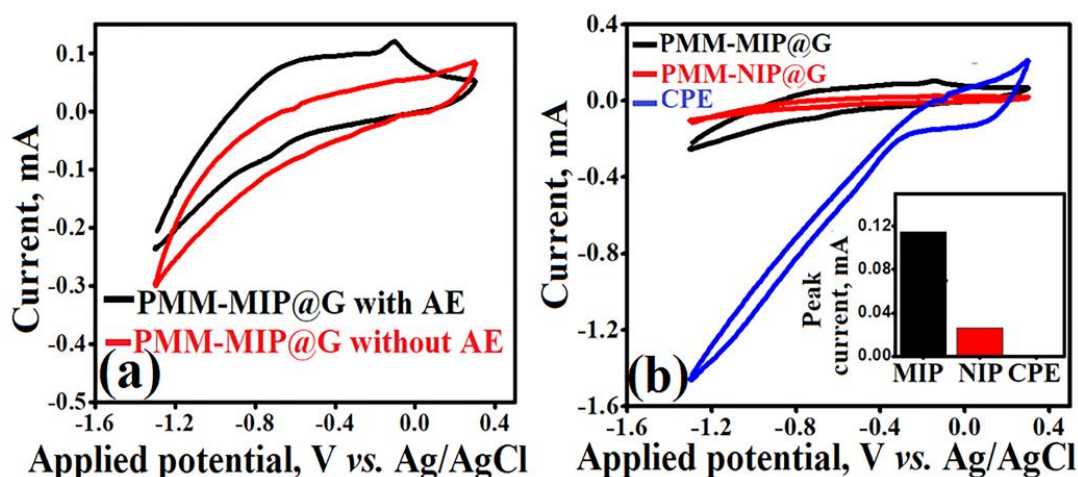 0.1
0.0
-0.1
-0.2
-0.3
-0.4
-0.5
Current, mA
PMM-MIP@G with AE
PMM-MIP@G without AE
(a)
-1.6 -1.2 -0.8 -0.4 0.0 0.4
Applied potential, V vs. Ag/AgCl
0.4
0.0
-0.4
-0.8
-1.2
-1.6
Current, mA
PMM-MIP@G
PMM-NIP@G
CPE
(b)
0.12
0.08
0.04
0.00
Peak
current, mA
MIP NIP CPE
-1.6 -1.2 -0.8 -0.4 0.0 0.4
Applied potential, V vs. Ag/AgCl